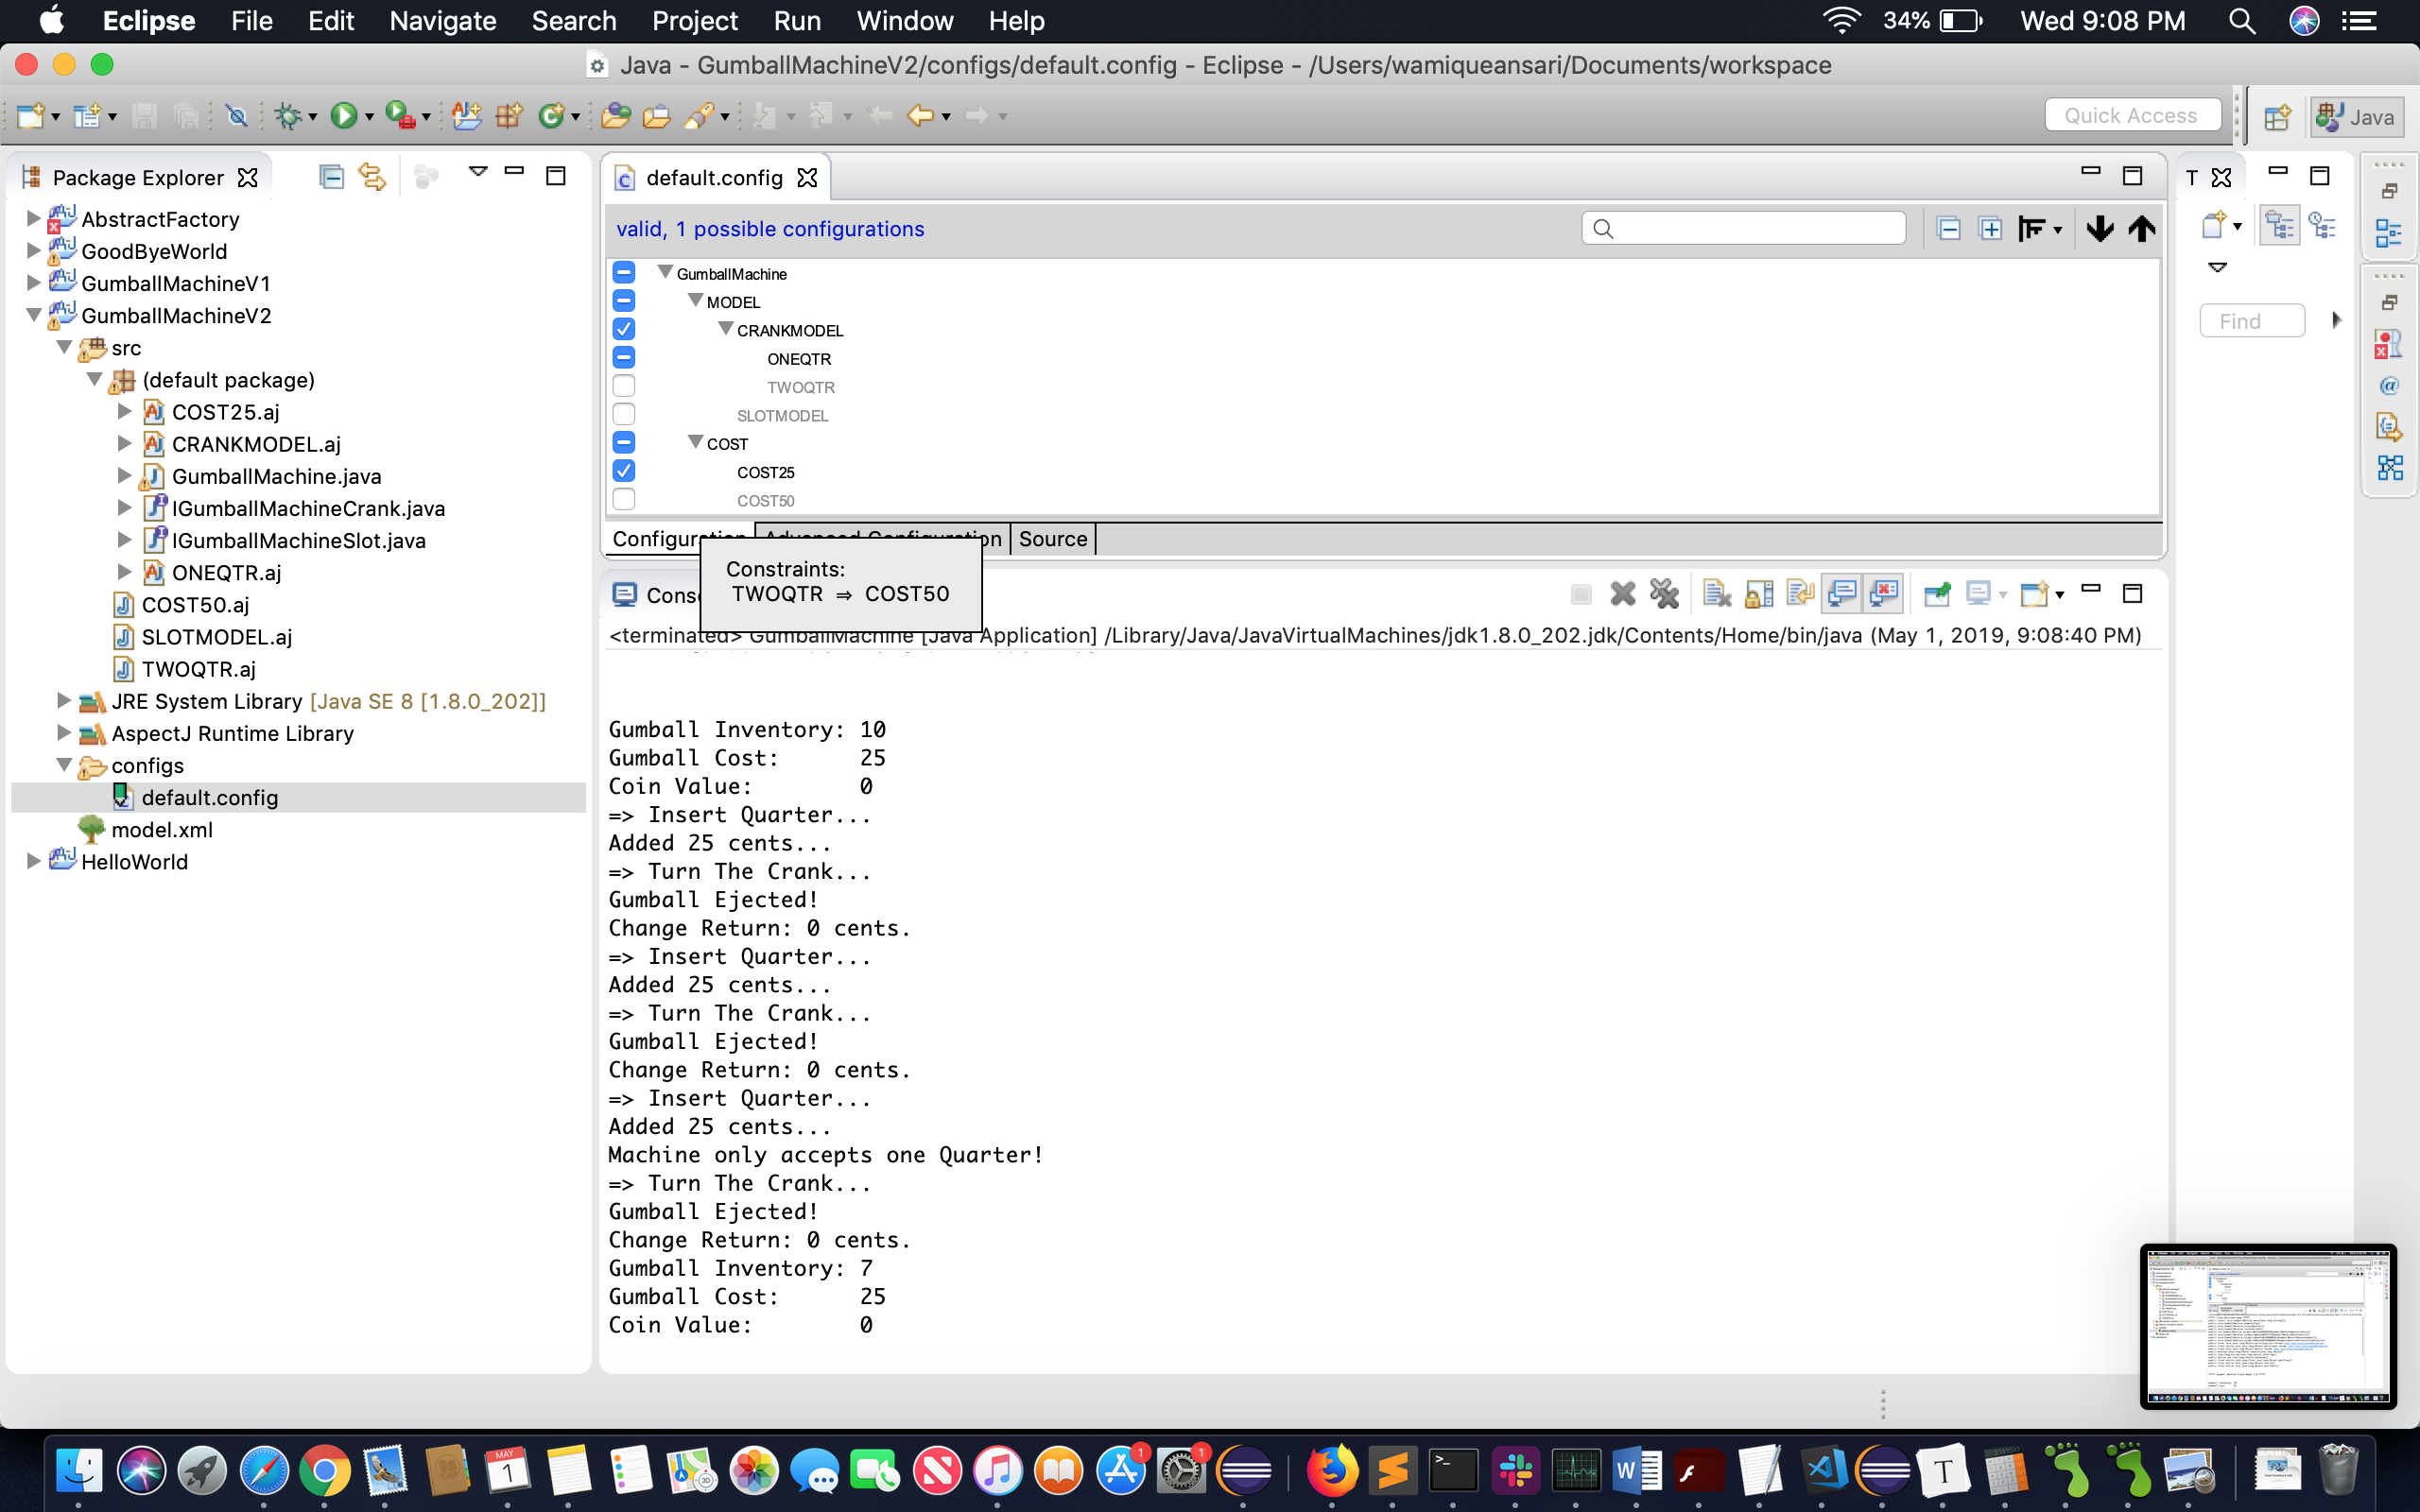 Eclipse File Edit Navigate Search Project Run Window Help 34% Wed 9:08 PM
Java - GumballMachineV2/configs/default.config - Eclipse - /Users/wamiqueansari/Documents/workspace
Quick Access Java
Package Explorer
AbstractFactory
GoodByeWorld
GumballMachineV1
GumballMachineV2
src
(default package)
COST25.aj
CRANKMODEL.aj
GumballMachine.java
IGumballMachineCrank.java
IGumballMachineSlot.java
ONEQTR.aj
COST50.aj
SLOTMODEL.aj
TWOQTR.aj
JRE System Library [Java SE 8 [1.8.0_202]]
AspectJ Runtime Library
configs
default.config
model.xml
HelloWorld
default.config
valid, 1 possible configurations
GumballMachine
MODEL
CRANKMODEL
ONEQTR
TWOQTR
SLOTMODEL
COST
COST25
COST50
Configuration Advanced Configuration Source
Constraints:
TWOQTR ⇒ COST50
<terminated> GumballMachine [Java Application] /Library/Java/JavaVirtualMachines/jdk1.8.0_202.jdk/Contents/Home/bin/java (May 1, 2019, 9:08:40 PM)
Gumball Inventory: 10
Gumball Cost: 25
Coin Value: 0
=> Insert Quarter...
Added 25 cents...
=> Turn The Crank...
Gumball Ejected!
Change Return: 0 cents.
=> Insert Quarter...
Added 25 cents...
=> Turn The Crank...
Gumball Ejected!
Change Return: 0 cents.
=> Insert Quarter...
Added 25 cents...
Machine only accepts one Quarter!
=> Turn The Crank...
Gumball Ejected!
Change Return: 0 cents.
Gumball Inventory: 7
Gumball Cost: 25
Coin Value: 0
T
Find
MAY
1
3D
1
1
W
T